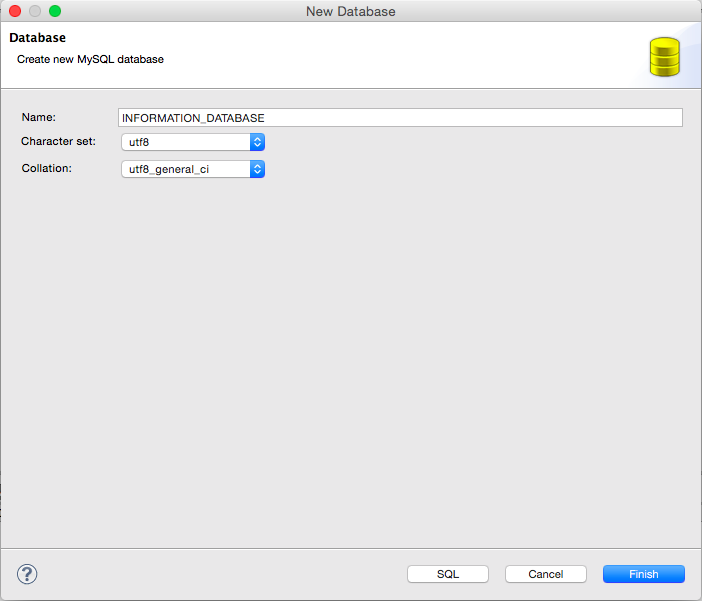 New Database
Database
Create new MySQL database
Name: INFORMATION_DATABASE
Character set: utf8
Collation: utf8_general_ci
? SQL Cancel Finish